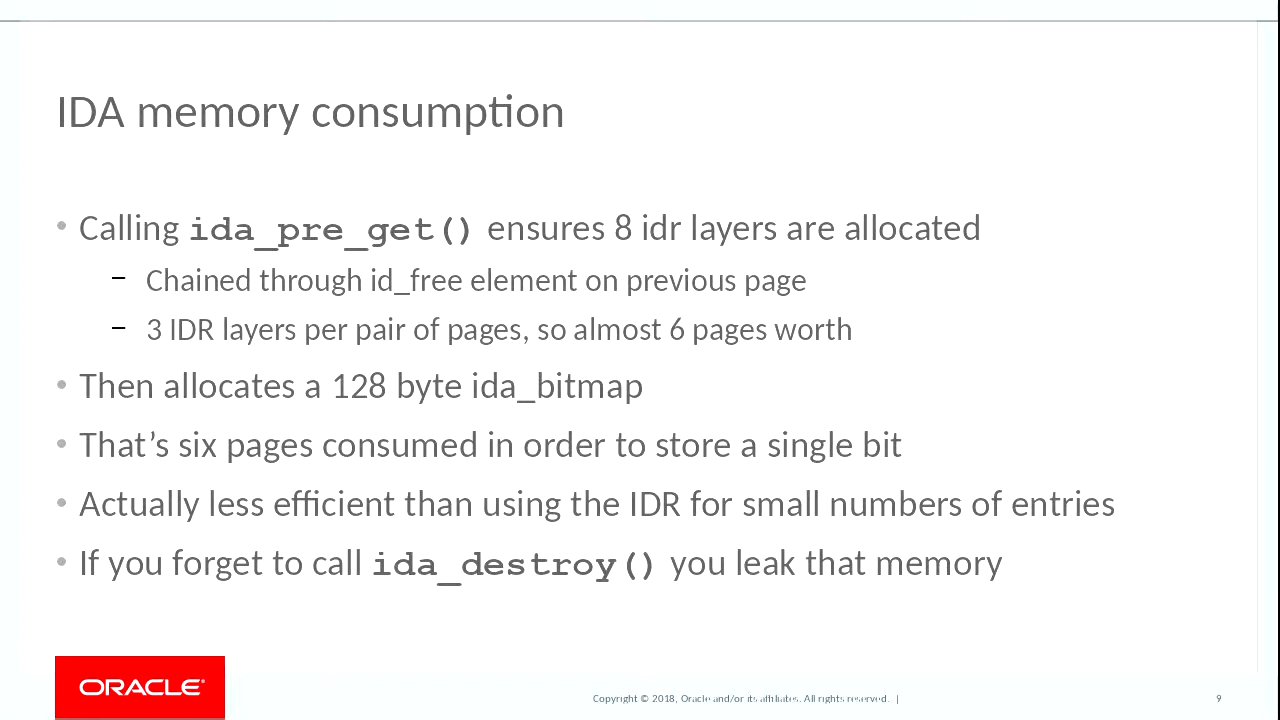 IDA memory consumption
• Calling ida_pre_get() ensures 8 idr layers are allocated
– Chained through id_free element on previous page
– 3 IDR layers per pair of pages, so almost 6 pages worth
• Then allocates a 128 byte ida_bitmap
• That’s six pages consumed in order to store a single bit
• Actually less efficient than using the IDR for small numbers of entries
• If you forget to call ida_destroy() you leak that memory
ORACLE®
Copyright © 2018, Oracle and/or its affiliates. All rights reserved. |
9